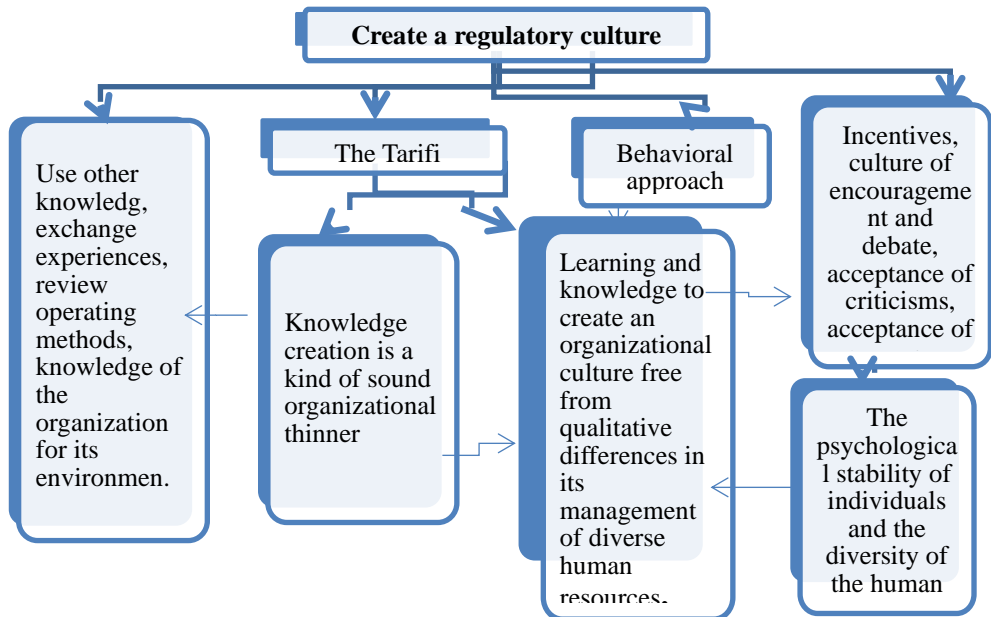 Create a regulatory culture
Use other
knowledg,
exchange
experiences,
review
operating
methods,
knowledge of
the
organization
for its
environmen.
The Tarifi
Knowledge
creation is a
kind of sound
organizational
thinner
Behavioral
approach
Learning and
knowledge to
create an
organizational
culture free
from
qualitative
differences in
its
management
of diverse
human
resources.
Incentives,
culture of
encourageme
nt and
debate,
acceptance of
criticisms,
acceptance of
The
psychologica
l stability of
individuals
and the
diversity of
the human